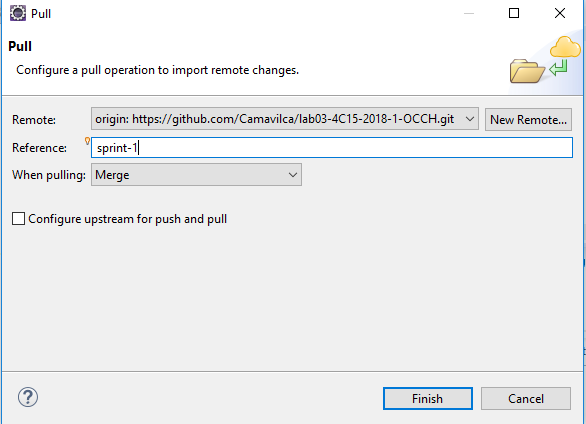 Pull
Pull
Configure a pull operation to import remote changes.
Remote: origin: https://github.com/Camavilca/lab03-4C15-2018-1-OCCH.git New Remote...
Reference: sprint-1
When pulling: Merge
Configure upstream for push and pull
? Finish Cancel